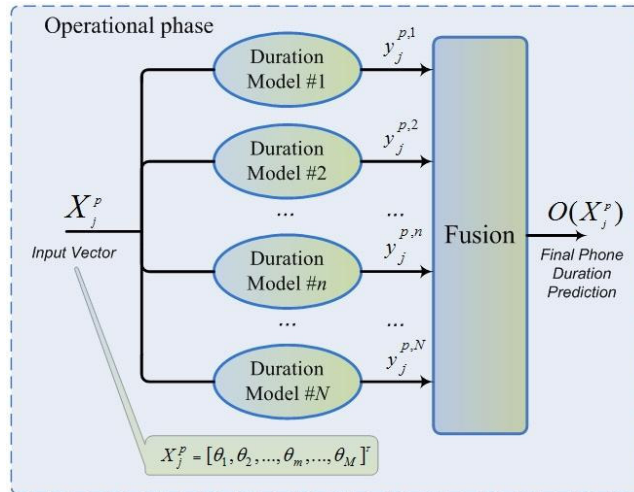 Operational phase
Duration
Model #1
y_j^{p,1}
Duration
Model #2
y_j^{p,2}
... ...
X_j^p
Input Vector
Duration
Model #n
y_j^{p,n}
Fusion
O(X_j^p)
Final Phone
Duration
Prediction
... ...
Duration
Model #N
y_j^{p,N}
X_j^p = [θ_1, θ_2, ..., θ_m, ..., θ_M]^τ